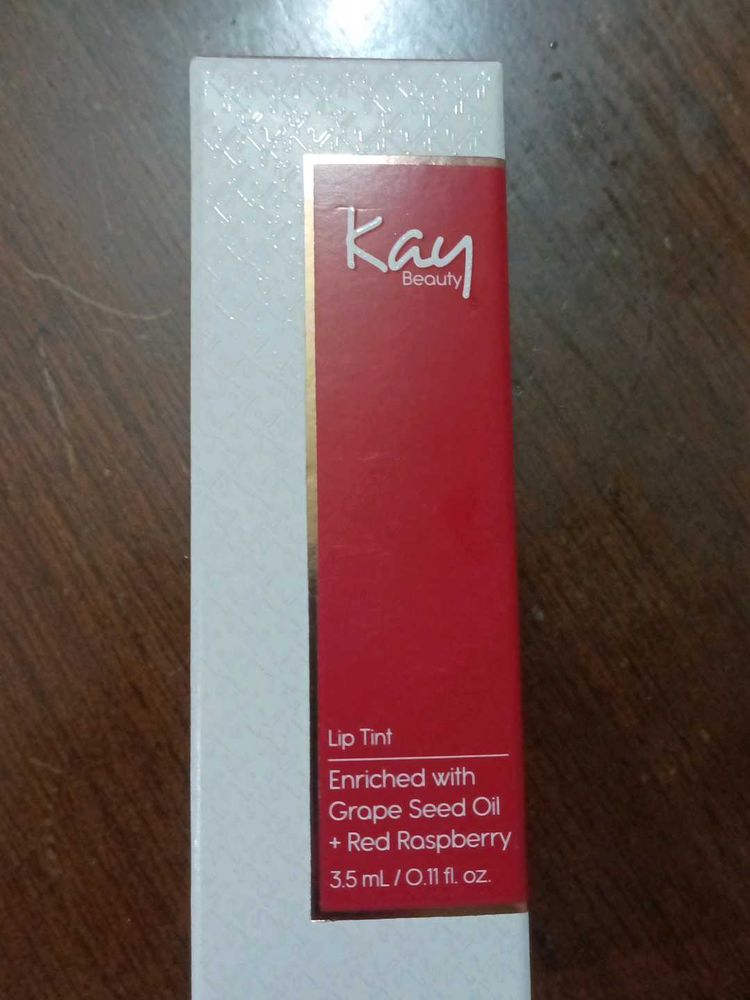 Kay
Beauty
Lip Tint
Enriched with
Grape Seed Oil
+ Red Raspberry
3.5 mL / 0.11 fl. oz.